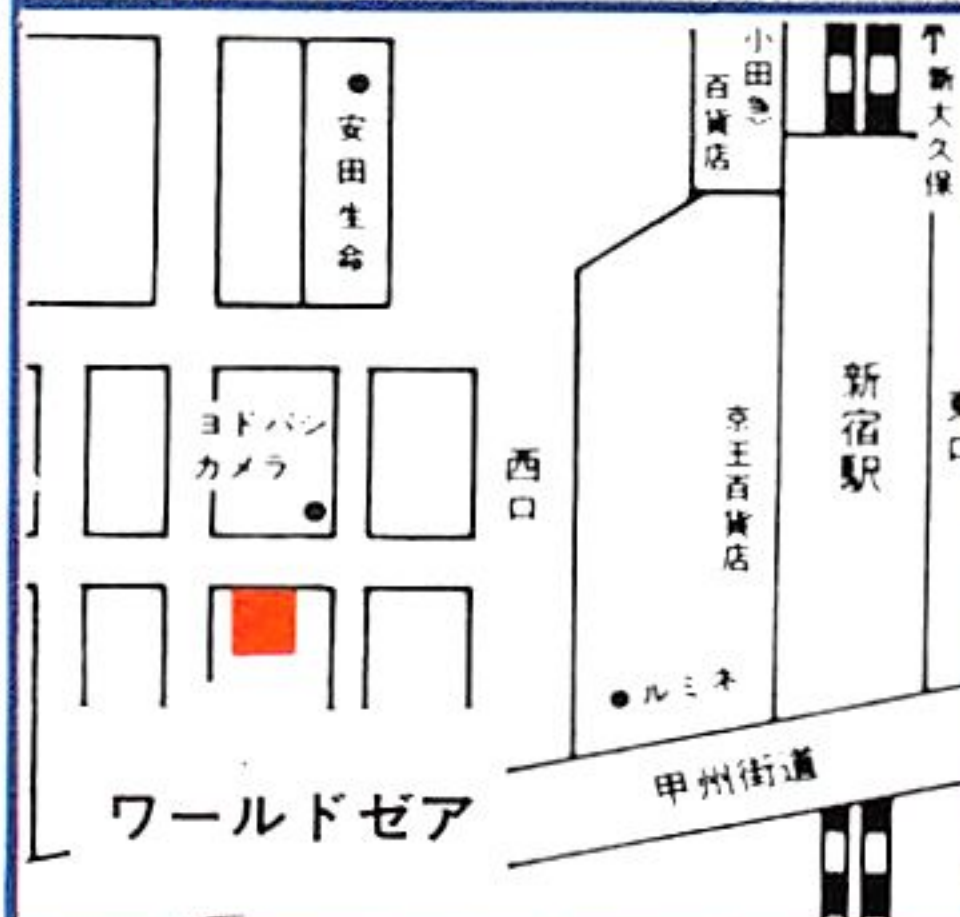 小田急
百貨店
↑新大久保
安田生命
ヨドバシ
カメラ
西口
京王百貨店
新宿駅
ルミネ
甲州街道
ワールドゼア